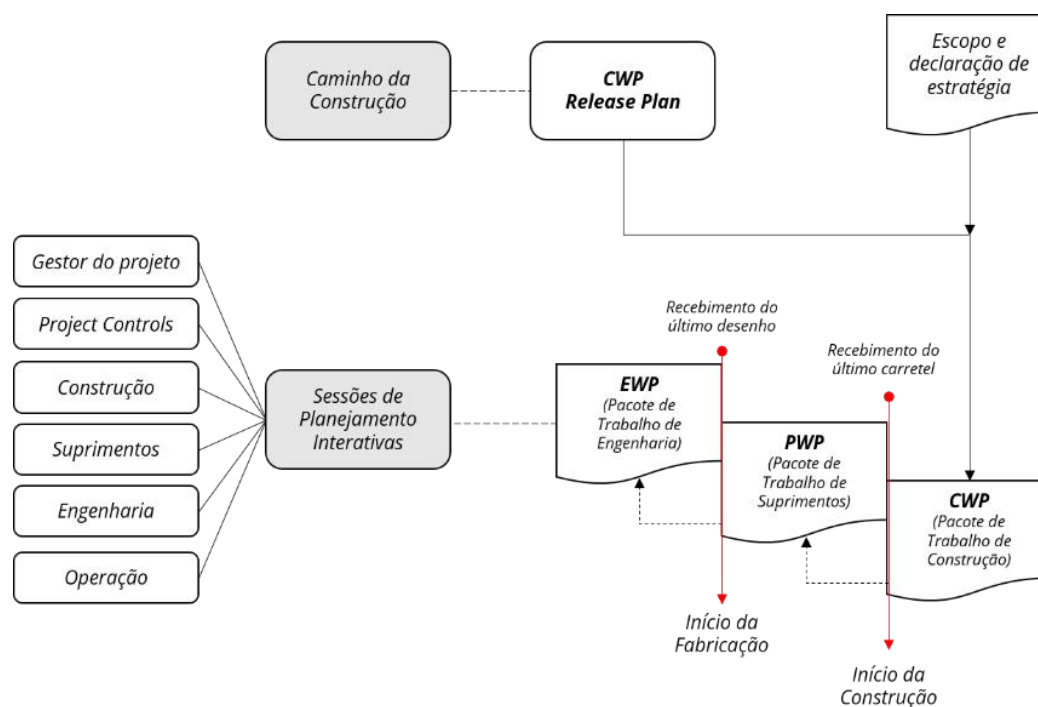 Caminho da
Construção
CWP
Release Plan
Escopo e
declaração de
estratégia
Gestor do projeto
Project Controls
Construção
Suprimentos
Engenharia
Operação
Sessões de
Planejamento
Interativas
Recebimento do
último desenho
Recebimento do
último carretel
EWP
(Pacote de
Trabalho de
Engenharia)
PWP
(Pacote de
Trabalho de
Suprimentos)
CWP
(Pacote de
Trabalho de
Construção)
Início da
Fabricação
Início da
Construção